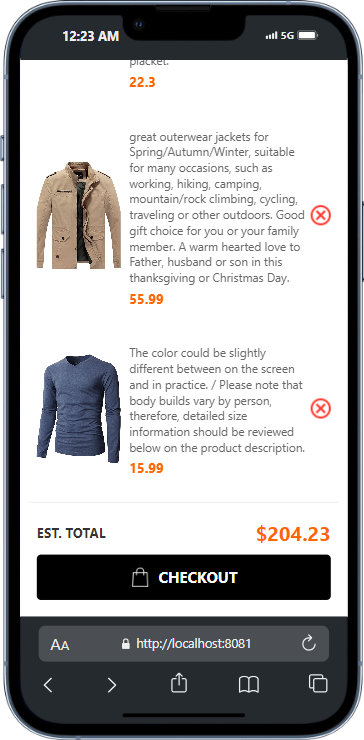 12:23 AM 5G
placket.
22.3
great outerwear jackets for
Spring/Autumn/Winter, suitable
for many occasions, such as
working, hiking, camping,
mountain/rock climbing, cycling,
traveling or other outdoors. Good
gift choice for you or your family
member. A warm hearted love to
Father, husband or son in this
thanksgiving or Christmas Day.
55.99
The color could be slightly
different between on the screen
and in practice. / Please note that
body builds vary by person,
therefore, detailed size
information should be reviewed
below on the product description.
15.99
EST. TOTAL $204.23
CHECKOUT
AA http://localhost:8081